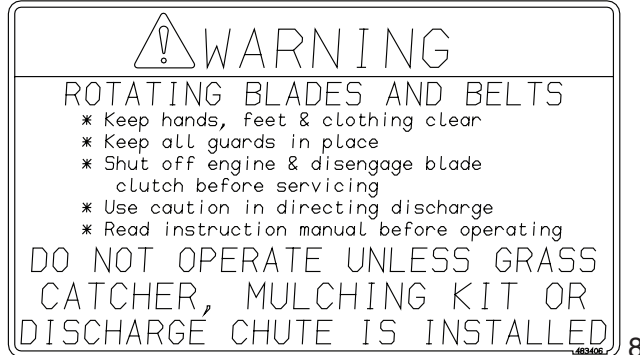 WARNING
ROTATING BLADES AND BELTS
* Keep hands, feet & clothing clear
* Keep all guards in place
* Shut off engine & disengage blade
clutch before servicing
* Use caution in directing discharge
* Read instruction manual before operating
DO NOT OPERATE UNLESS GRASS
CATCHER, MULCHING KIT OR
DISCHARGE CHUTE IS INSTALLED
483406
8